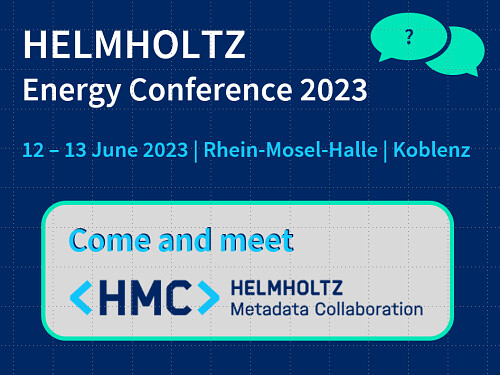 HELMHOLTZ
?
Energy Conference 2023
12 – 13 June 2023 | Rhein-Mosel-Halle | Koblenz
Come and meet
<HMC> HELMHOLTZ
Metadata Collaboration